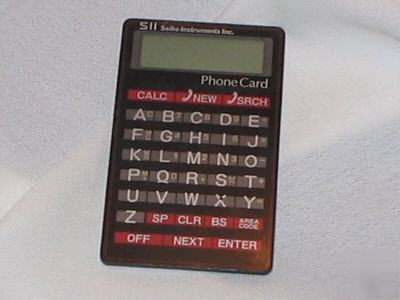 SII Seiko Instruments Inc.
PhoneCard
CALC NEW SRCH
A B C D E
F G H I J
K L M N O
P Q R S T
U V W X Y
Z SP CLR BS AREA CODE
OFF NEXT ENTER